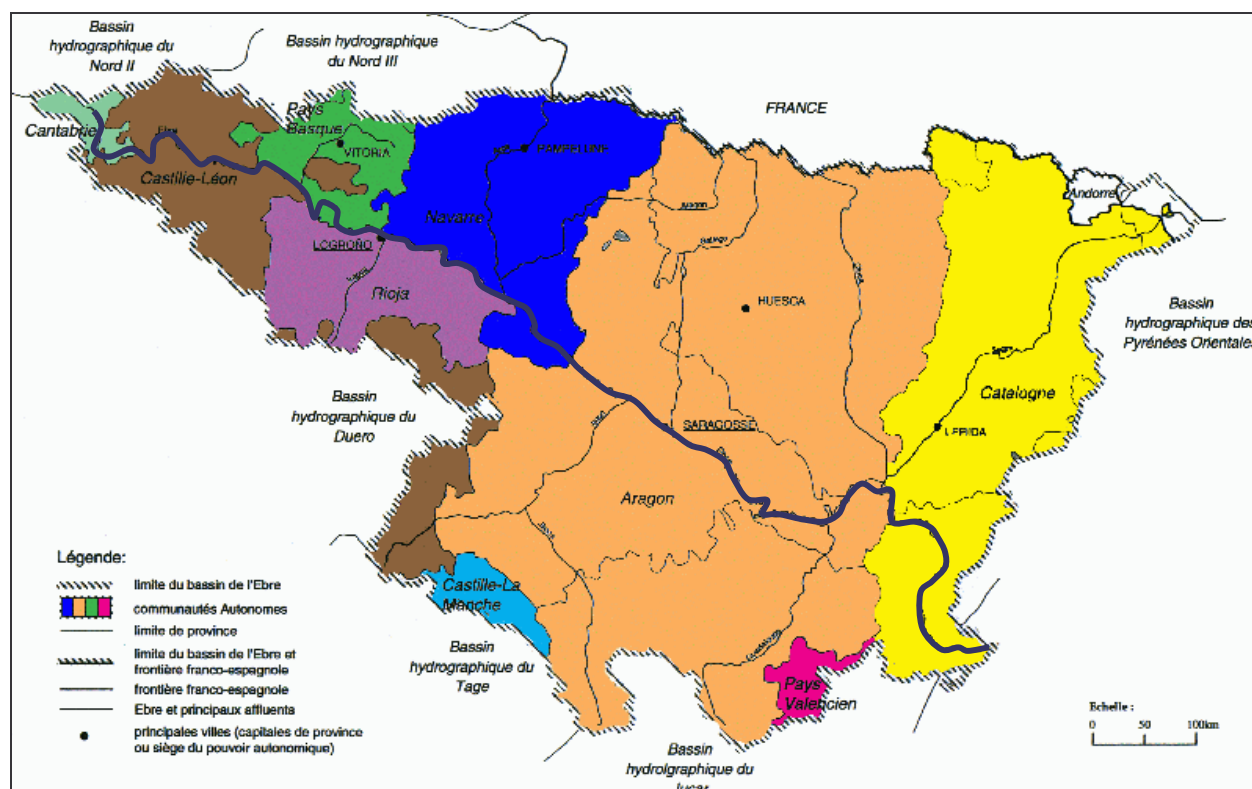 Bassin
hydrographique du
Nord II
Bassin hydrographique
du Nord III
FRANCE
Cantabrie
Pays
Basque
VITORIA
Castille-Léon
PAMPELUNE
Navarre
Andorre
LOGROÑO
Rioja
HUESCA
Bassin
hydrographique des
Pyrénées Orientales
Catalogne
Bassin
hydrographique du
Duero
SARAGOSSE
LERIDA
Aragon
Castille-La
Manche
Bassin
hydrographique du
Tage
Pays
Valencien
Bassin
hydrolgraphique du
Jucar
Légende:
limite du bassin de l'Ebre
communautés Autonomes
limite de province
limite du bassin de l'Ebre et
frontière franco-espagnole
frontière franco-espagnole
Ebre et principaux affluents
principales villes (capitales de province
ou siège du pouvoir autonomique)
Echelle :
0 50 100km